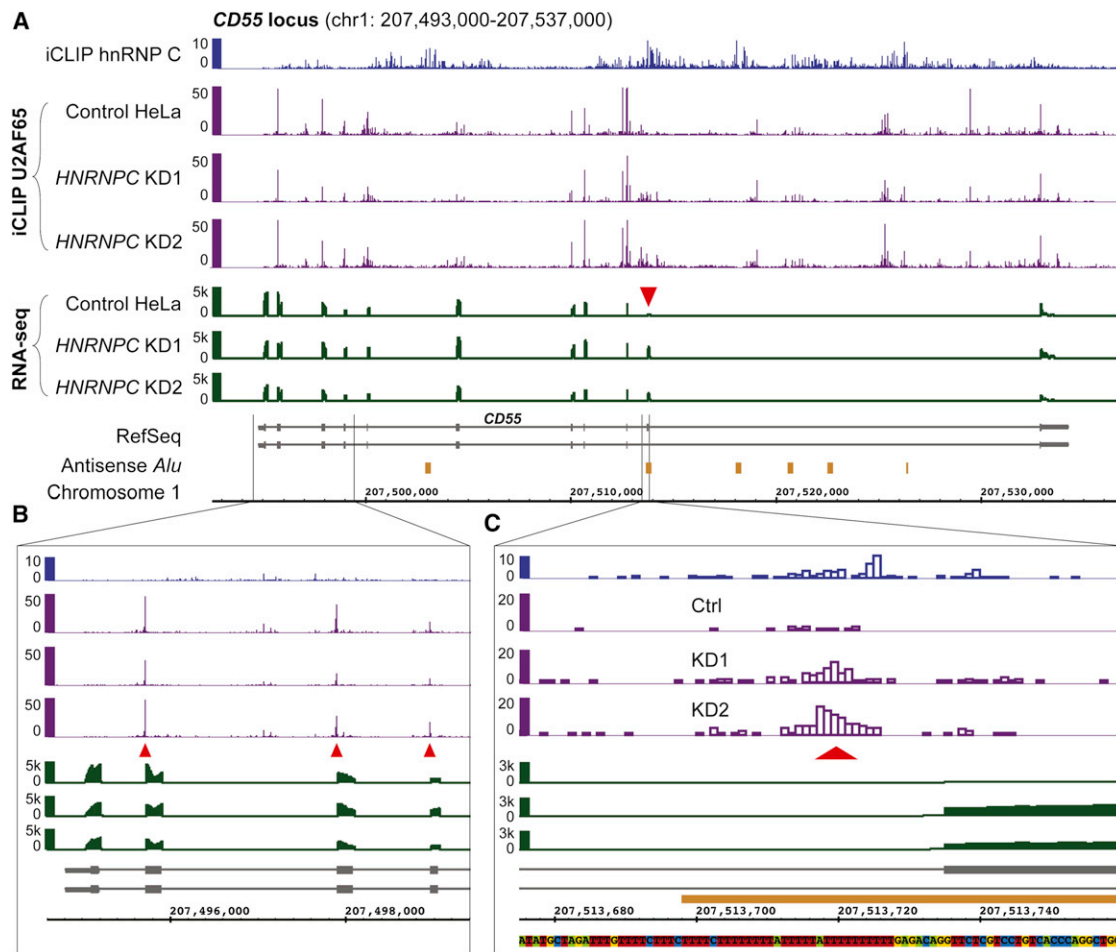 A
CD55 locus (chr1: 207,493,000-207,537,000)
iCLIP hnRNP C
10
0
iCLIP U2AF65
Control HeLa
50
0
HNRNPC KD1
50
0
HNRNPC KD2
50
0
RNA-seq
Control HeLa
5k
0
HNRNPC KD1
5k
0
HNRNPC KD2
5k
0
CD55
RefSeq
Antisense Alu
Chromosome 1
207,500,000 207,510,000 207,520,000 207,530,000
B
10
0
50
0
50
0
50
0
5k
0
5k
0
5k
0
207,496,000 207,498,000
C
10
0
20
0
Ctrl
20
0
KD1
20
0
KD2
3k
0
3k
0
3k
0
207,513,680 207,513,700 207,513,720 207,513,740